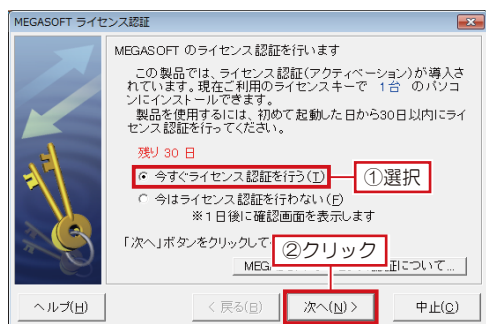 MEGASOFT ライセンス認証
MEGASOFT のライセンス認証を行います
この製品では、ライセンス認証(アクティベーション)が導入さ
れています。現在ご利用のライセンスキーで 1台 のパソコ
ンにインストールできます。
製品を使用するには、初めて起動した日から30日以内にライ
センス認証を行ってください。
残り 30 日
今すぐライセンス認証を行う(T)
①選択
今はライセンス認証を行わない(F)
※1日後に確認画面を表示します
「次へ」ボタンをクリックして
②クリック
MEG
について...
ヘルプ(H)
< 戻る(B)
次へ(N) >
中止(C)